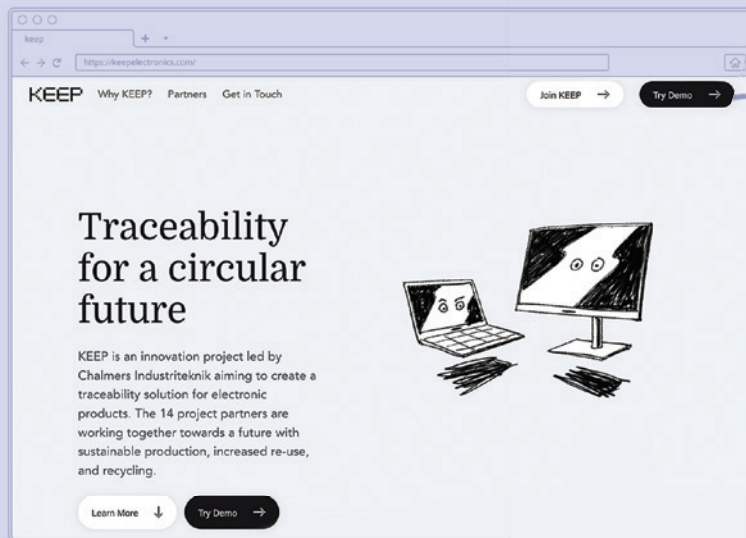 keep
https://keepelectronics.com/
KEEP
Why KEEP?
Partners
Get in Touch
Join KEEP
Try Demo
Traceability
for a circular
future
KEEP is an innovation project led by
Chalmers Industriteknik aiming to create a
traceability solution for electronic
products. The 14 project partners are
working together towards a future with
sustainable production, increased re-use,
and recycling.
Learn More
Try Demo